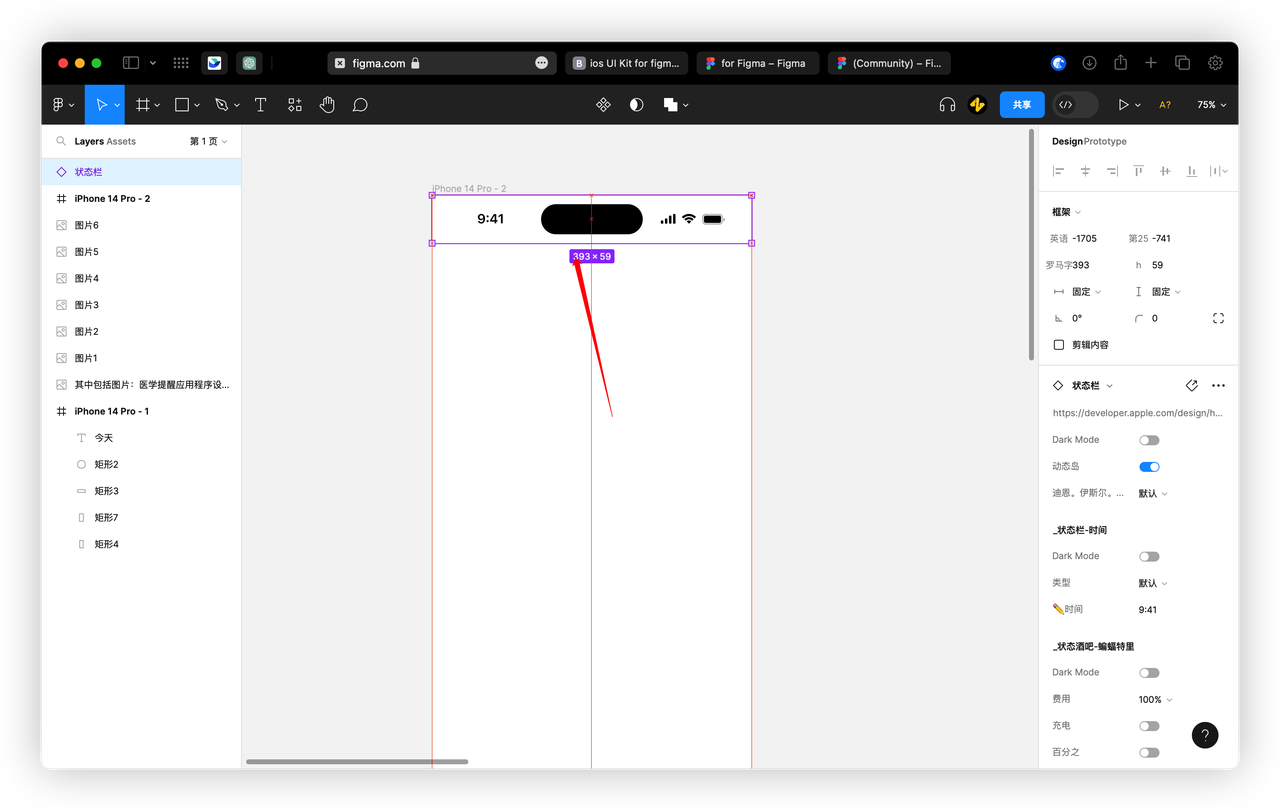 figma.com
B ios UI Kit for figm...
for Figma – Figma
(Community) – Fi...
共享
A?
75%
Layers Assets 第 1 页
状态栏
iPhone 14 Pro - 2
图片6
图片5
图片4
图片3
图片2
图片1
其中包括图片：医学提醒应用程序设...
iPhone 14 Pro - 1
今天
矩形2
矩形3
矩形7
矩形4
iPhone 14 Pro - 2
9:41
393 × 59
Design Prototype
框架
英语 -1705 第25 -741
罗马字 393 h 59
固定 固定
0° 0
剪辑内容
状态栏
https://developer.apple.com/design/h...
Dark Mode
动态岛
迪恩。伊斯尔。... 默认
_状态栏-时间
Dark Mode
类型 默认
✏️时间 9:41
_状态酒吧-蝙蝠特里
Dark Mode
费用 100%
充电
百分之
?